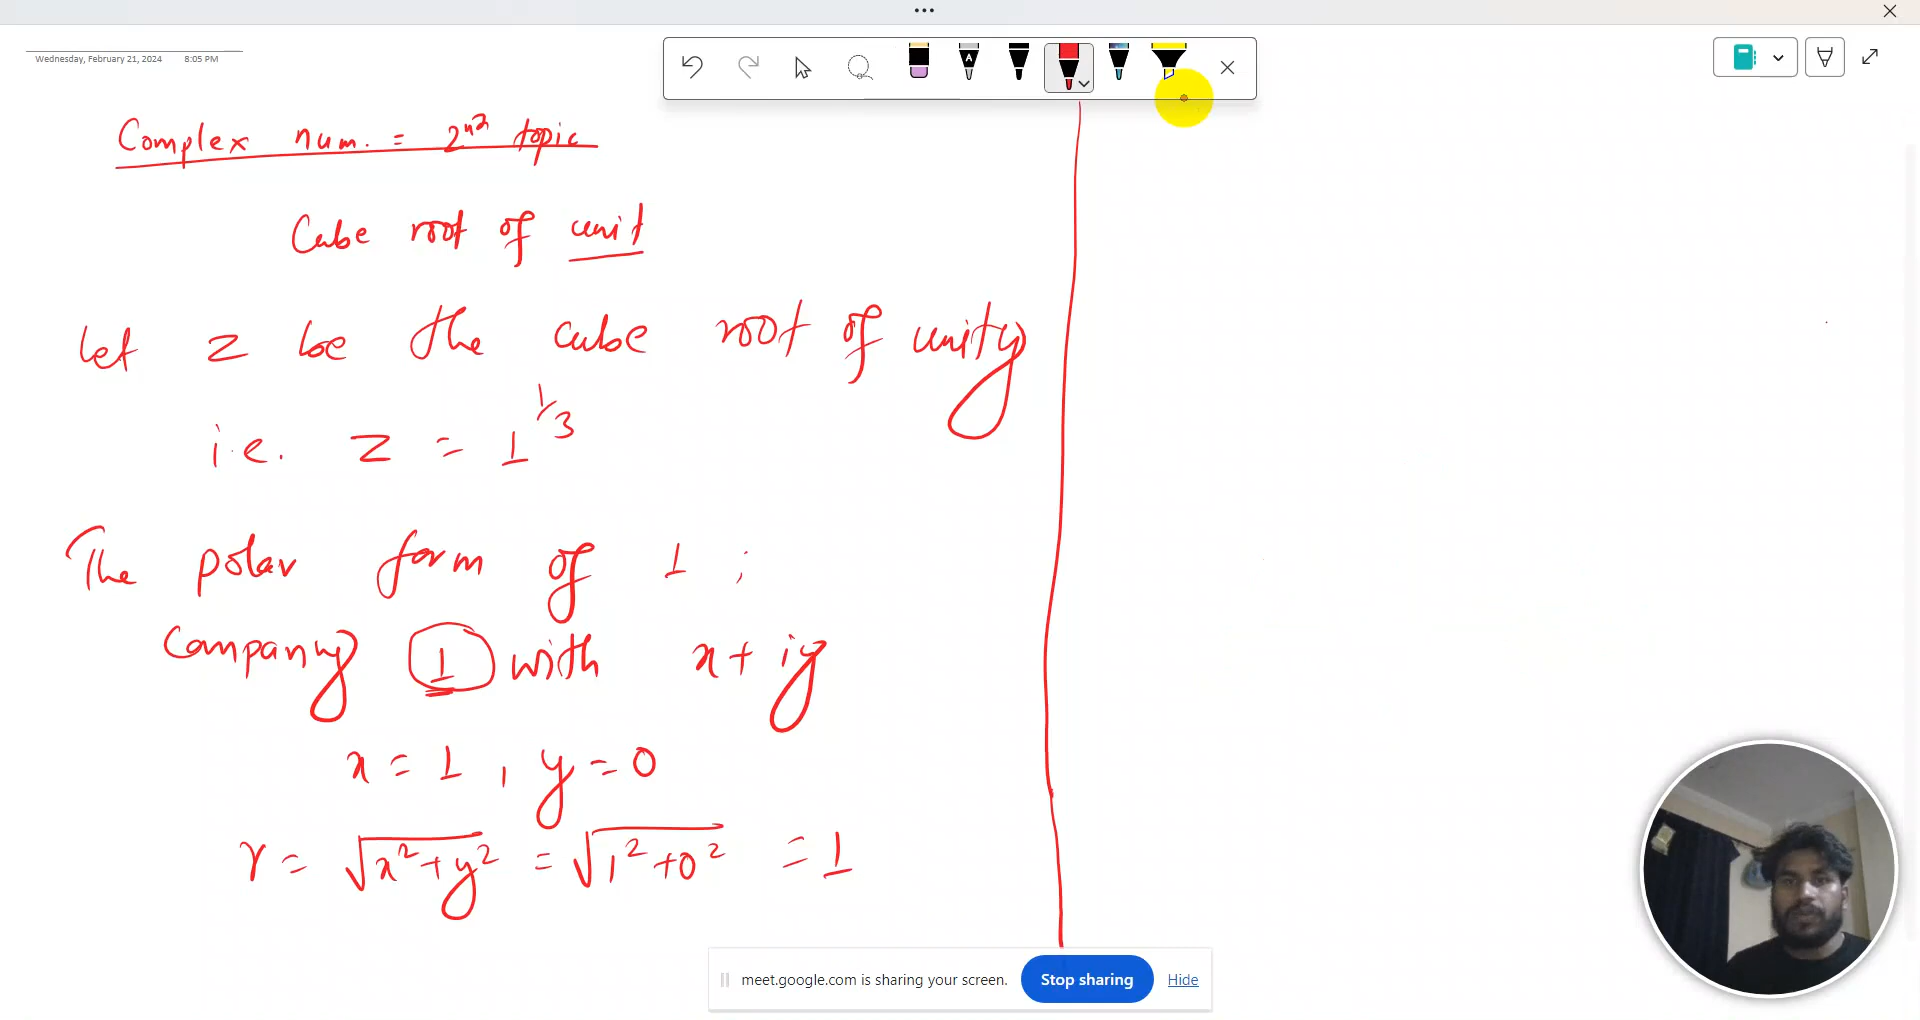 Wednesday, February 21, 2024 8:05 PM
Complex num. = 2nd topic
Cube root of unit
let z be the cube root of unity
i.e. z = 1^1/3
The polar form of 1 ;
Comparing 1 with x + iy
x = 1 , y = 0
r = √x²+y² = √1²+0² = 1
meet.google.com is sharing your screen. Stop sharing Hide